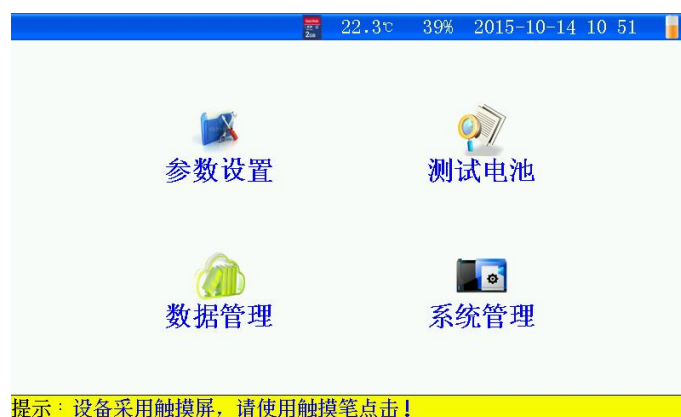 22.3℃ 39% 2015-10-14 10 51
参数设置 测试电池
数据管理 系统管理
提示：设备采用触摸屏，请使用触摸笔点击！